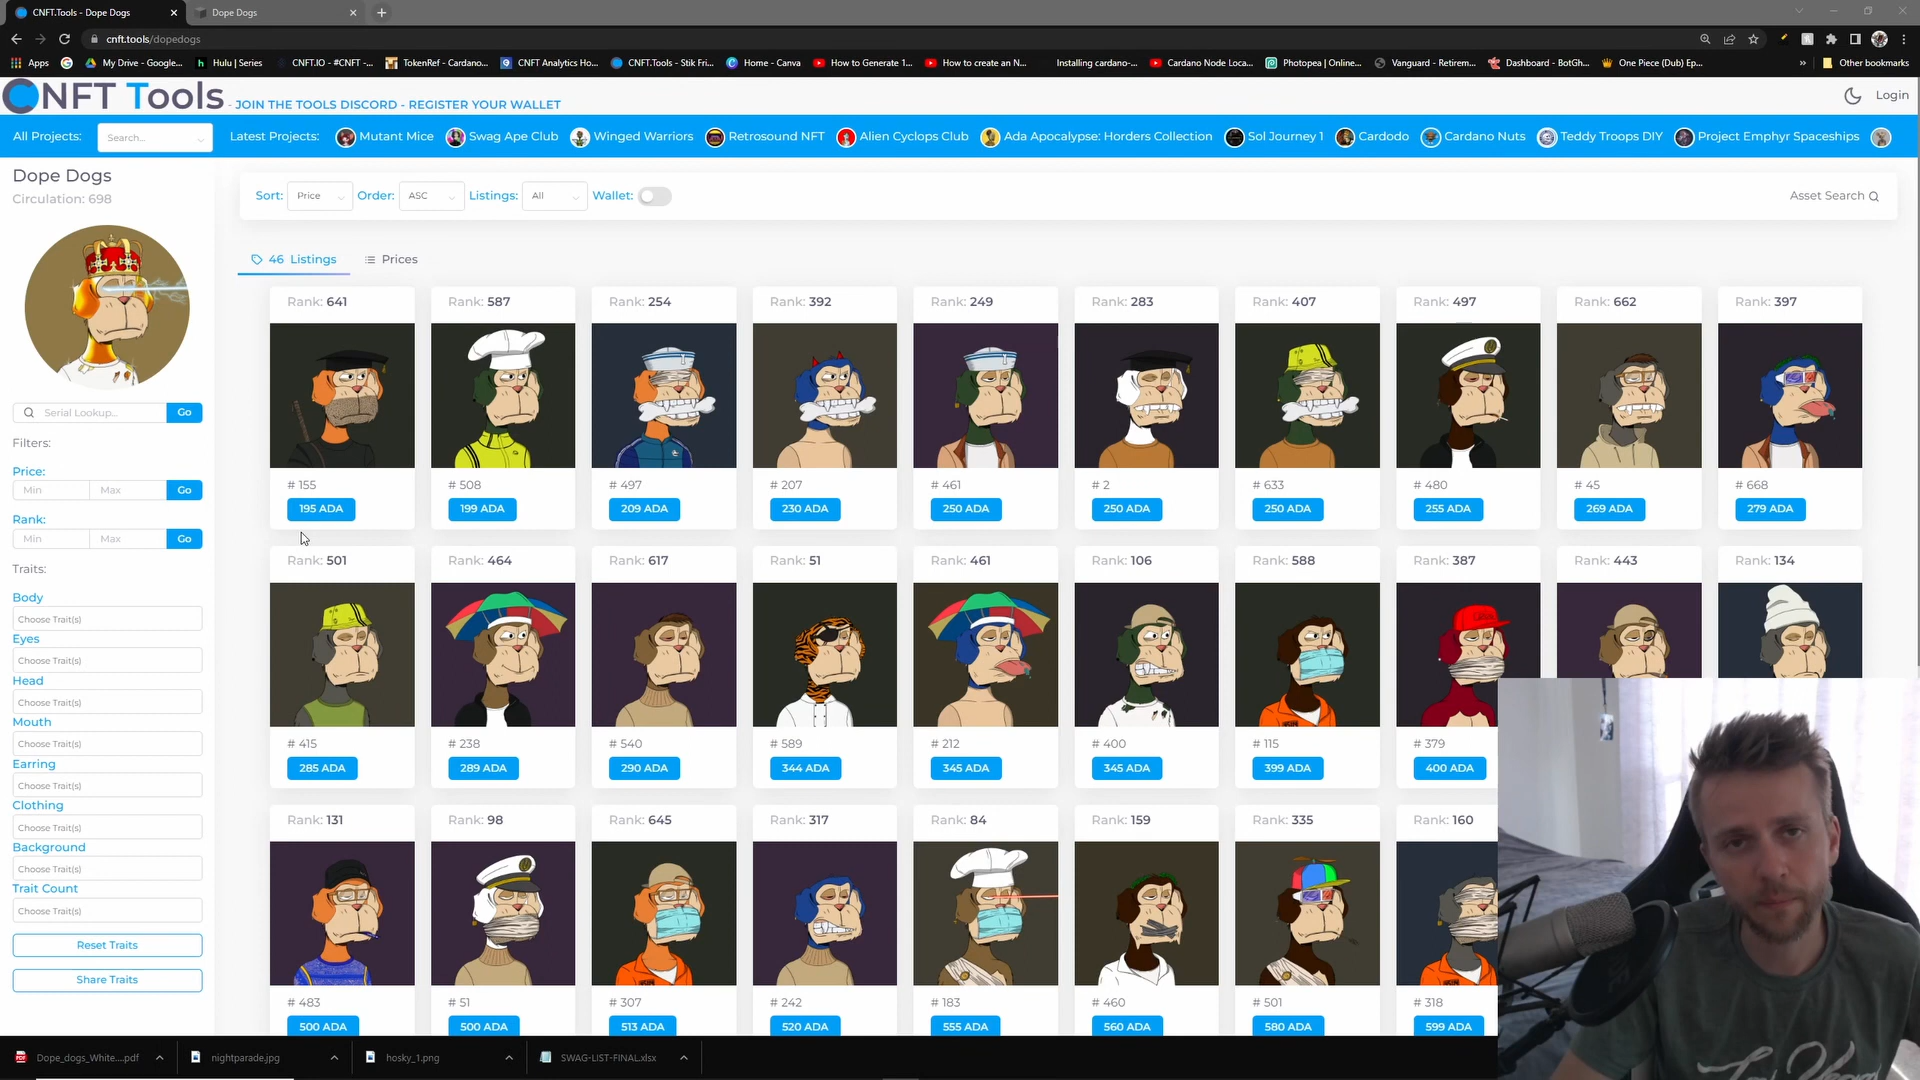 CNFT.Tools - Dope Dogs
Dope Dogs
cnft.tools/dopedogs
Apps
My Drive - Google...
Hulu | Series
CNFT.IO - #CNFT -...
TokenRef - Cardano...
CNFT Analytics Ho...
CNFT.Tools - Stik Fri...
Home - Canva
How to Generate 1...
How to create an N...
Installing cardano-...
Cardano Node Loca...
Photopea | Online...
Vanguard - Retirem...
Dashboard - BotGh...
One Piece (Dub) Ep...
»
Other bookmarks
CNFT Tools - JOIN THE TOOLS DISCORD - REGISTER YOUR WALLET
Login
All Projects:
Search...
Latest Projects:
Mutant Mice
Swag Ape Club
Winged Warriors
Retrosound NFT
Alien Cyclops Club
Ada Apocalypse: Horders Collection
Sol Journey 1
Cardodo
Cardano Nuts
Teddy Troops DIY
Project Emphyr Spaceships
Dope Dogs
Circulation: 698
Serial Lookup...
Go
Filters:
Price:
Min
Max
Go
Rank:
Min
Max
Go
Traits:
Body
Choose Trait(s)
Eyes
Choose Trait(s)
Head
Choose Trait(s)
Mouth
Choose Trait(s)
Earring
Choose Trait(s)
Clothing
Choose Trait(s)
Background
Choose Trait(s)
Trait Count
Choose Trait(s)
Reset Traits
Share Traits
Sort:
Price
Order:
ASC
Listings:
All
Wallet:
Asset Search
46 Listings
Prices
Rank: 641
Rank: 587
Rank: 254
Rank: 392
Rank: 249
Rank: 283
Rank: 407
Rank: 497
Rank: 662
Rank: 397
# 155
# 508
# 497
# 207
# 461
# 2
# 633
# 480
# 45
# 668
195 ADA
199 ADA
209 ADA
230 ADA
250 ADA
250 ADA
250 ADA
255 ADA
269 ADA
279 ADA
Rank: 501
Rank: 464
Rank: 617
Rank: 51
Rank: 461
Rank: 106
Rank: 588
Rank: 387
Rank: 443
Rank: 134
# 415
# 238
# 540
# 589
# 212
# 400
# 115
# 379
285 ADA
289 ADA
290 ADA
344 ADA
345 ADA
345 ADA
399 ADA
400 ADA
Rank: 131
Rank: 98
Rank: 645
Rank: 317
Rank: 84
Rank: 159
Rank: 335
Rank: 160
# 483
# 51
# 307
# 242
# 183
# 460
# 501
# 318
500 ADA
500 ADA
513 ADA
520 ADA
555 ADA
560 ADA
580 ADA
599 ADA
Dope_dogs_White....pdf
nightparade.jpg
hosky_1.png
SWAG-LIST-FINAL.xlsx